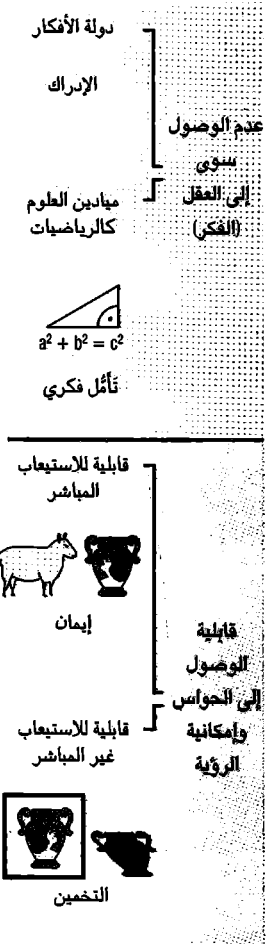 دولة الأفكار
الإدراك
عدم الوصول
سوى
إلى العقل
(الفكر)
ميادين العلوم
كالرياضيات
a² + b² = c²
تَأَمُّل فكري
قابلية للاستيعاب
المباشر
إيمان
قابلية
الوصول
إلى الحواس
وإمكانية
الرؤية
قابلية للاستيعاب
غير المباشر
التخمين